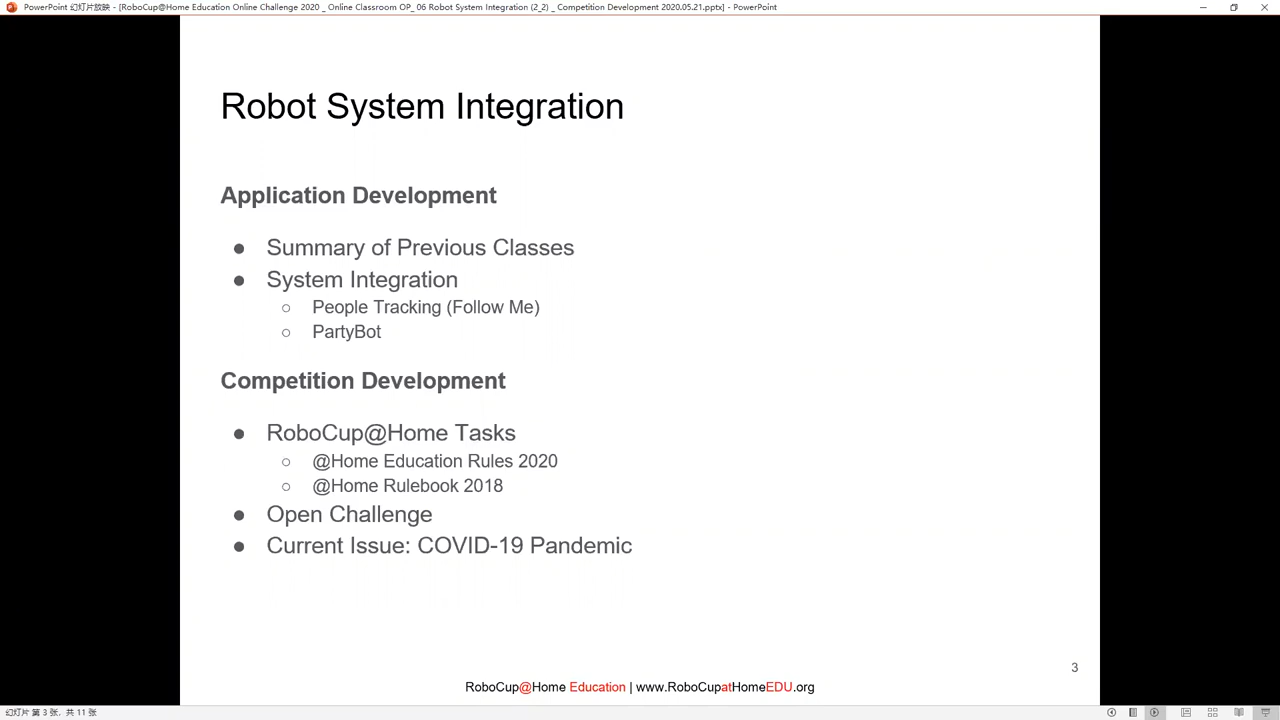 PowerPoint 幻灯片放映 - [RoboCup@Home Education Online Challenge 2020 _ Online Classroom OP_ 06 Robot System Integration (2_2) _ Competition Development 2020.05.21.pptx] - PowerPoint
Robot System Integration
Application Development
● Summary of Previous Classes
● System Integration
○ People Tracking (Follow Me)
○ PartyBot
Competition Development
● RoboCup@Home Tasks
○ @Home Education Rules 2020
○ @Home Rulebook 2018
● Open Challenge
● Current Issue: COVID-19 Pandemic
3
RoboCup@Home Education | www.RoboCupatHomeEDU.org
幻灯片 第 3 张，共 11 张